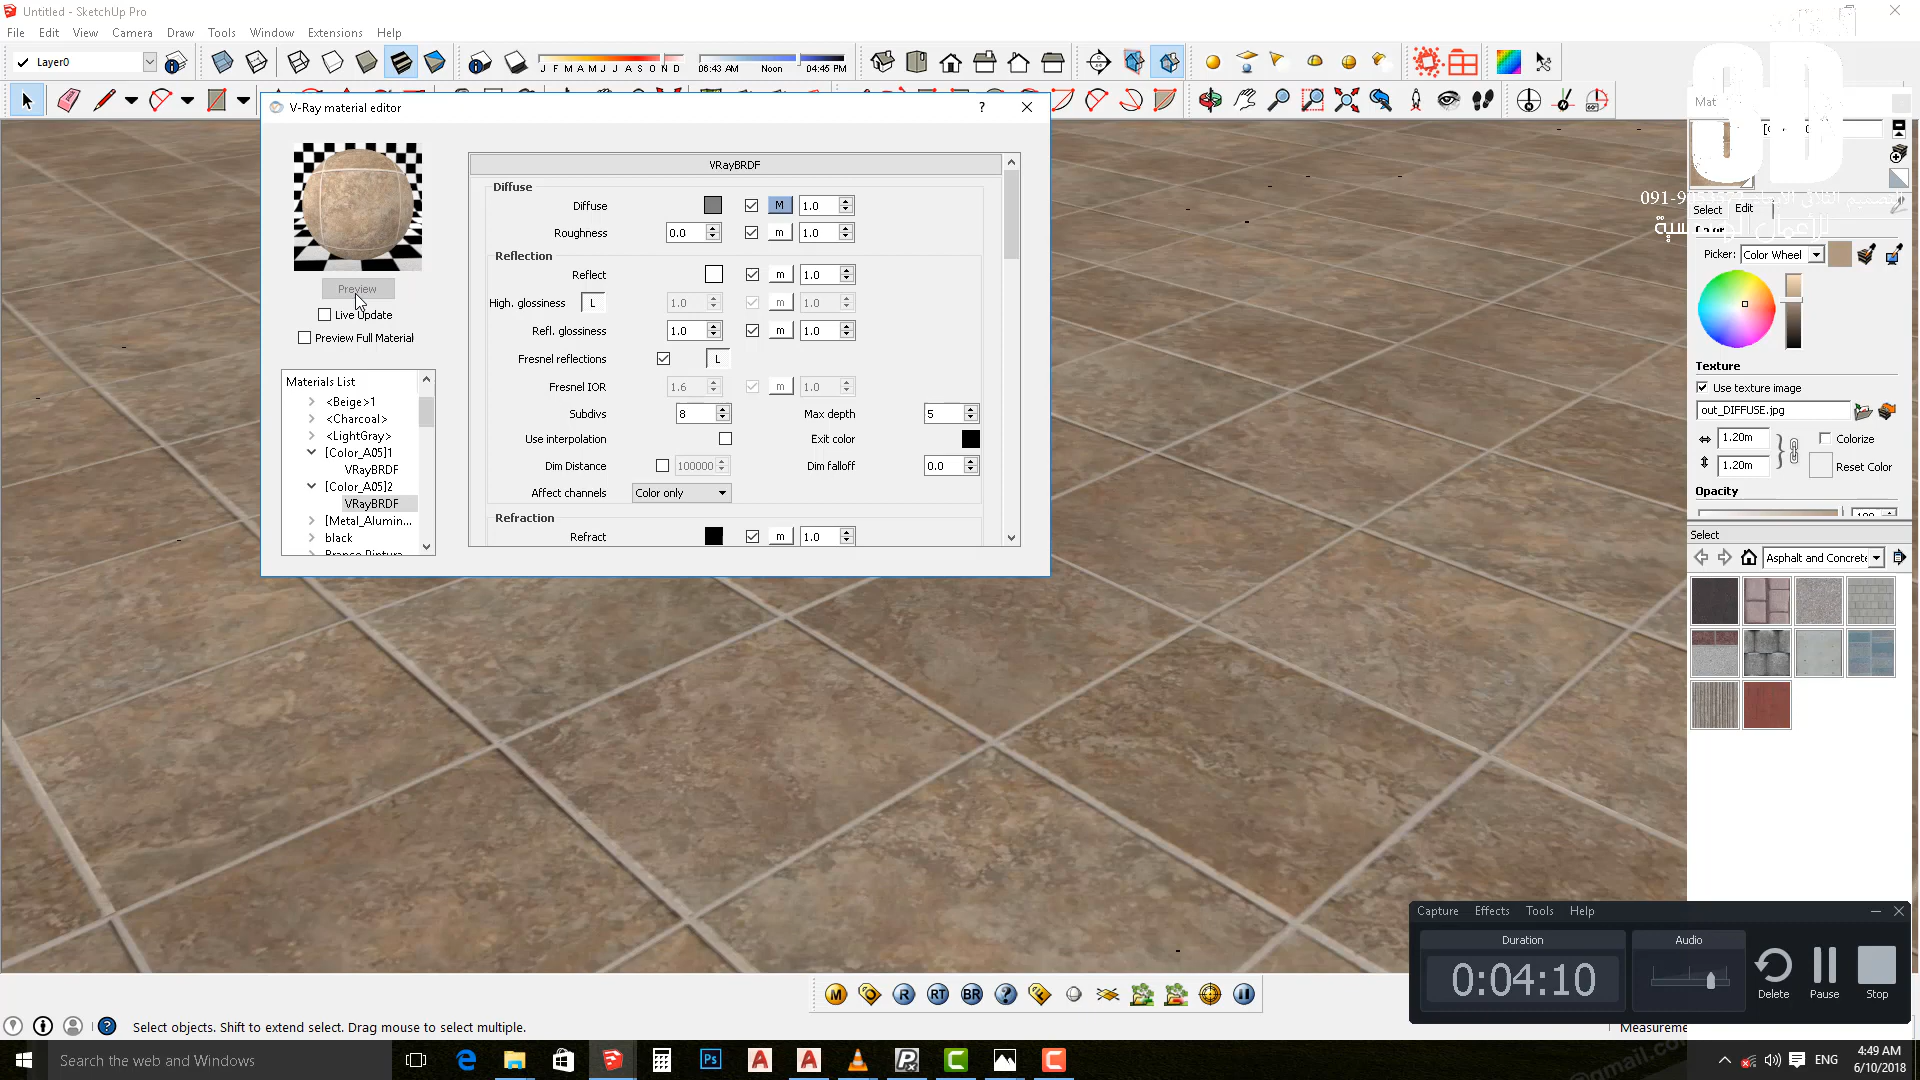 Untitled - SketchUp Pro
File Edit View Camera Draw Tools Window Extensions Help
Layer0
J F M A M J J A S O N D
06:43 AM Noon 04:45 PM
V-Ray material editor
?
Mat
Preview
Live Update
Preview Full Material
Materials List
<Beige>1
<Charcoal>
<LightGray>
[Color_A05]1
VRayBRDF
[Color_A05]2
VRayBRDF
[Metal_Alumin...
black
VRayBRDF
Diffuse
Diffuse M 1.0
Roughness 0.0 m 1.0
Reflection
Reflect m 1.0
High. glossiness L 1.0 m 1.0
Refl. glossiness 1.0 m 1.0
Fresnel reflections L
Fresnel IOR 1.6 m 1.0
Subdivs 8 Max depth 5
Use interpolation Exit color
Dim Distance 100000 Dim falloff 0.0
Affect channels Color only
Refraction
Refract m 1.0
SD
091-9
Select Edit
Picker: Color Wheel
Texture
Use texture image
out_DIFFUSE.jpg
1.20m Colorize
1.20m Reset Color
Opacity
Select
Asphalt and Concrete
Capture Effects Tools Help
Duration Audio
0:04:10
Delete Pause Stop
M O R RT BR ? F
Select objects. Shift to extend select. Drag mouse to select multiple.
Measureme
Search the web and Windows
ENG
4:49 AM
6/10/2018